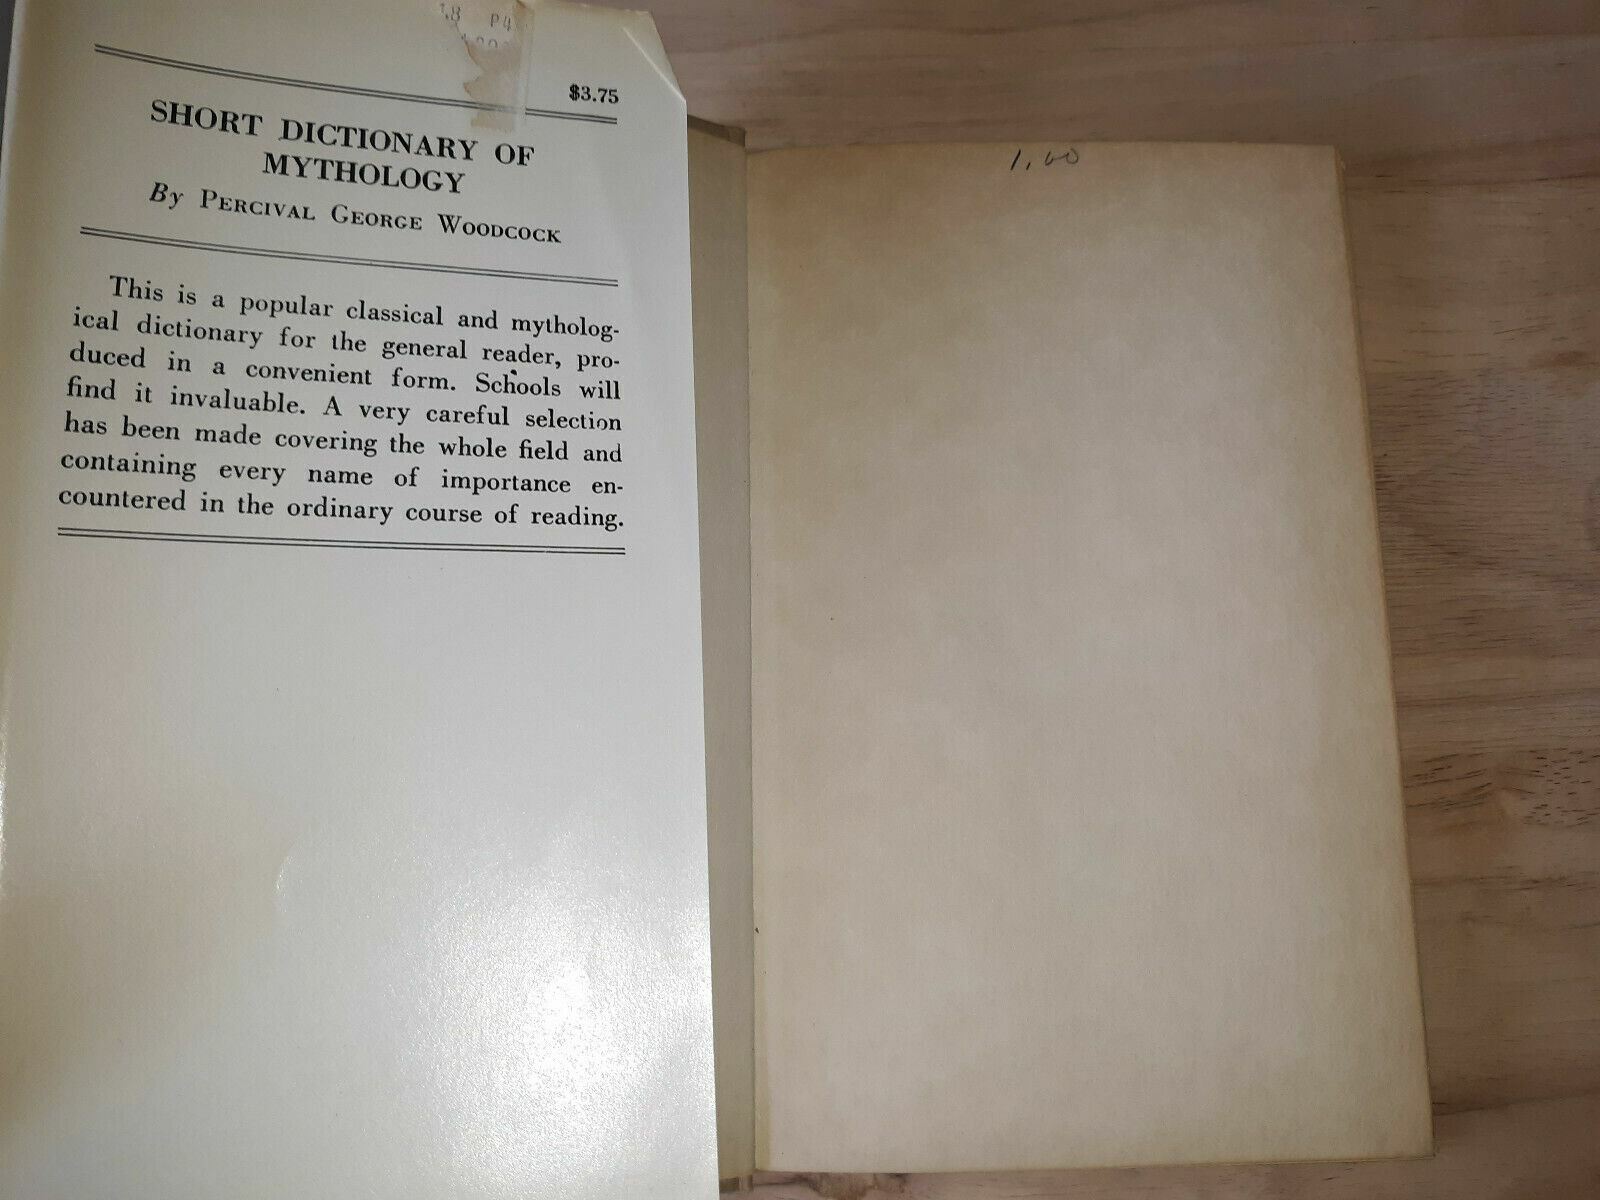 $3.75
SHORT DICTIONARY OF
MYTHOLOGY
By PERCIVAL GEORGE WOODCOCK
This is a popular classical and mytholog-
ical dictionary for the general reader, pro-
duced in a convenient form. Schools will
find it invaluable. A very careful selection
has been made covering the whole field and
containing every name of importance en-
countered in the ordinary course of reading.
1.00